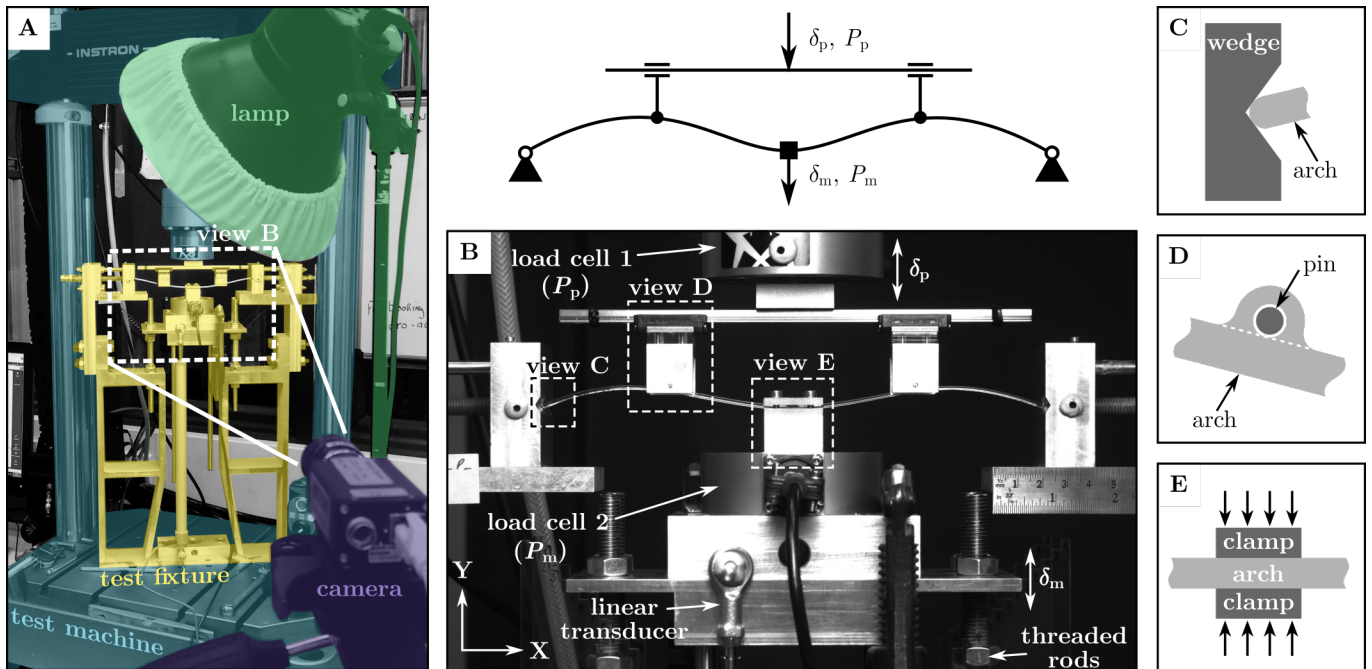 A
INSTRON
lamp
view B
test fixture
camera
test machine
δp, Pp
δm, Pm
B
load cell 1
(Pp)
δp
view D
view C
view E
load cell 2
(Pm)
Y
X
linear
transducer
δm
threaded
rods
C
wedge
arch
D
pin
arch
E
clamp
arch
clamp